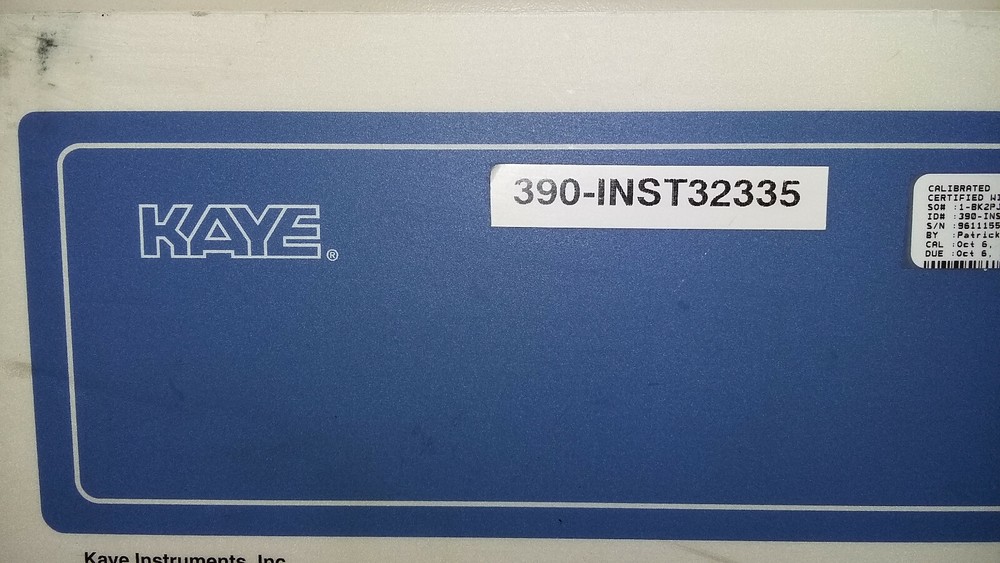 KAYE®
390-INST32335
CALIBRATED
CERTIFIED
SO# :1-BK2PJ
ID# :390-INS
S/N :9611155
BY :Patrick
CAL :Oct 6,
DUE :Oct 6,
Kaye Instruments, Inc